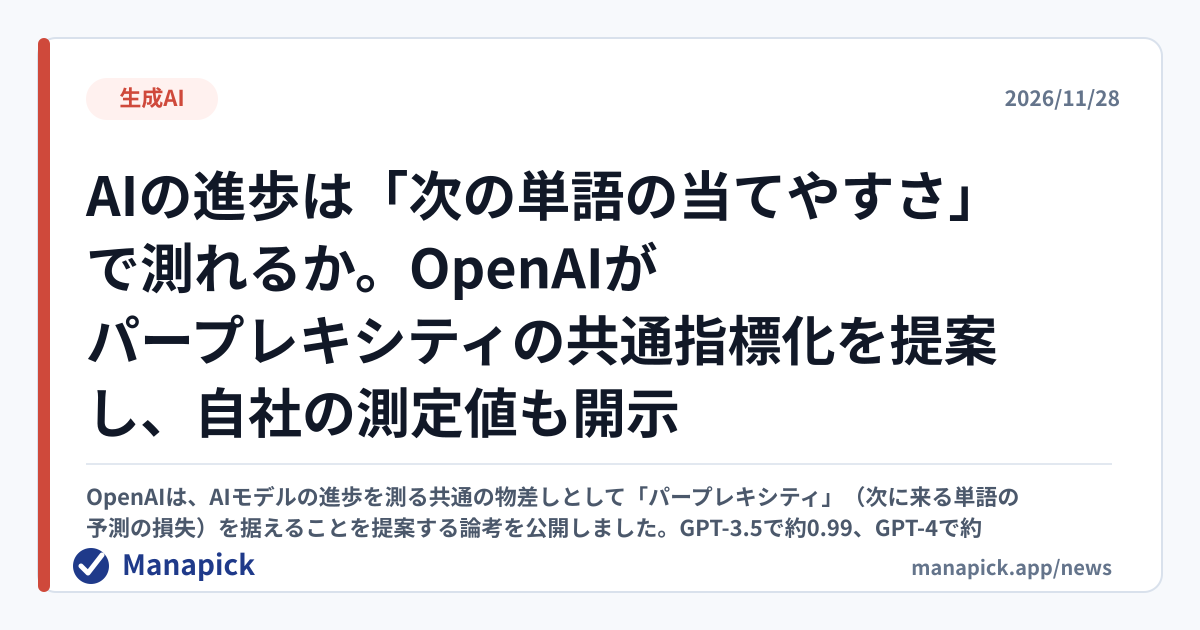 生成AI
2026/11/28
AIの進歩は「次の単語の当てやすさ」
で測れるか。OpenAIが
パープレキシティの共通指標化を提案
し、自社の測定値も開示
OpenAIは、AIモデルの進歩を測る共通の物差しとして「パープレキシティ」（次に来る単語の
予測の損失）を据えることを提案する論考を公開しました。GPT-3.5で約0.99、GPT-4で約
Manapick
manapick.app/news